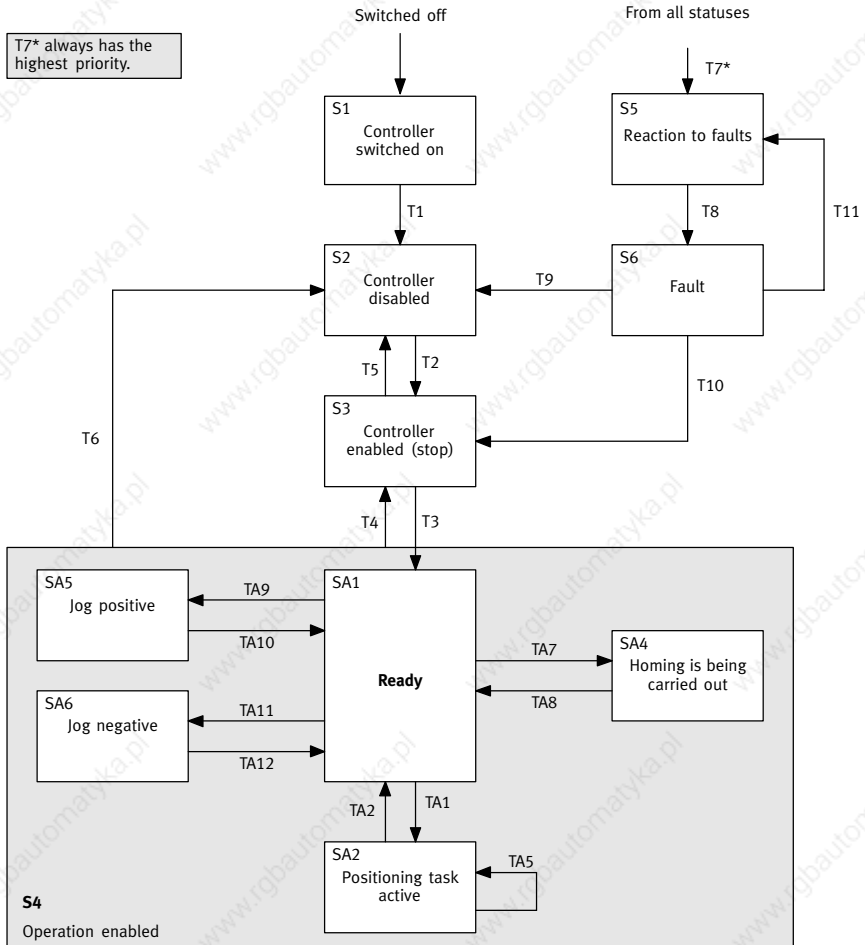 Switched off
From all statuses
T7* always has the
highest priority.
T7*
S1
Controller
switched on
S5
Reaction to faults
T1
T8
T11
S2
Controller
disabled
T9
S6
Fault
T5
T2
T10
S3
Controller
enabled (stop)
T6
T4
T3
SA5
Jog positive
TA9
TA10
SA1
Ready
TA7
TA8
SA4
Homing is being
carried out
SA6
Jog negative
TA11
TA12
TA2
TA1
SA2
Positioning task
active
TA5
S4
Operation enabled
www.rgbautomatyka.pl